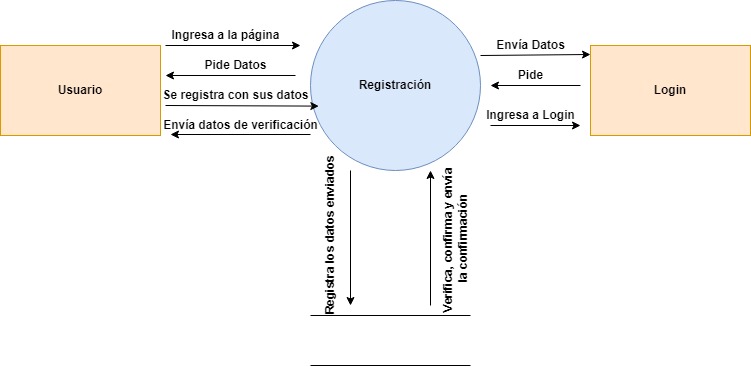 Ingresa a la página
Pide Datos
Se registra con sus datos
Envía datos de verificación
Usuario
Registración
Envía Datos
Pide
Ingresa a Login
Login
Registra los datos enviados
Verifica, confirma y envía
la confirmación